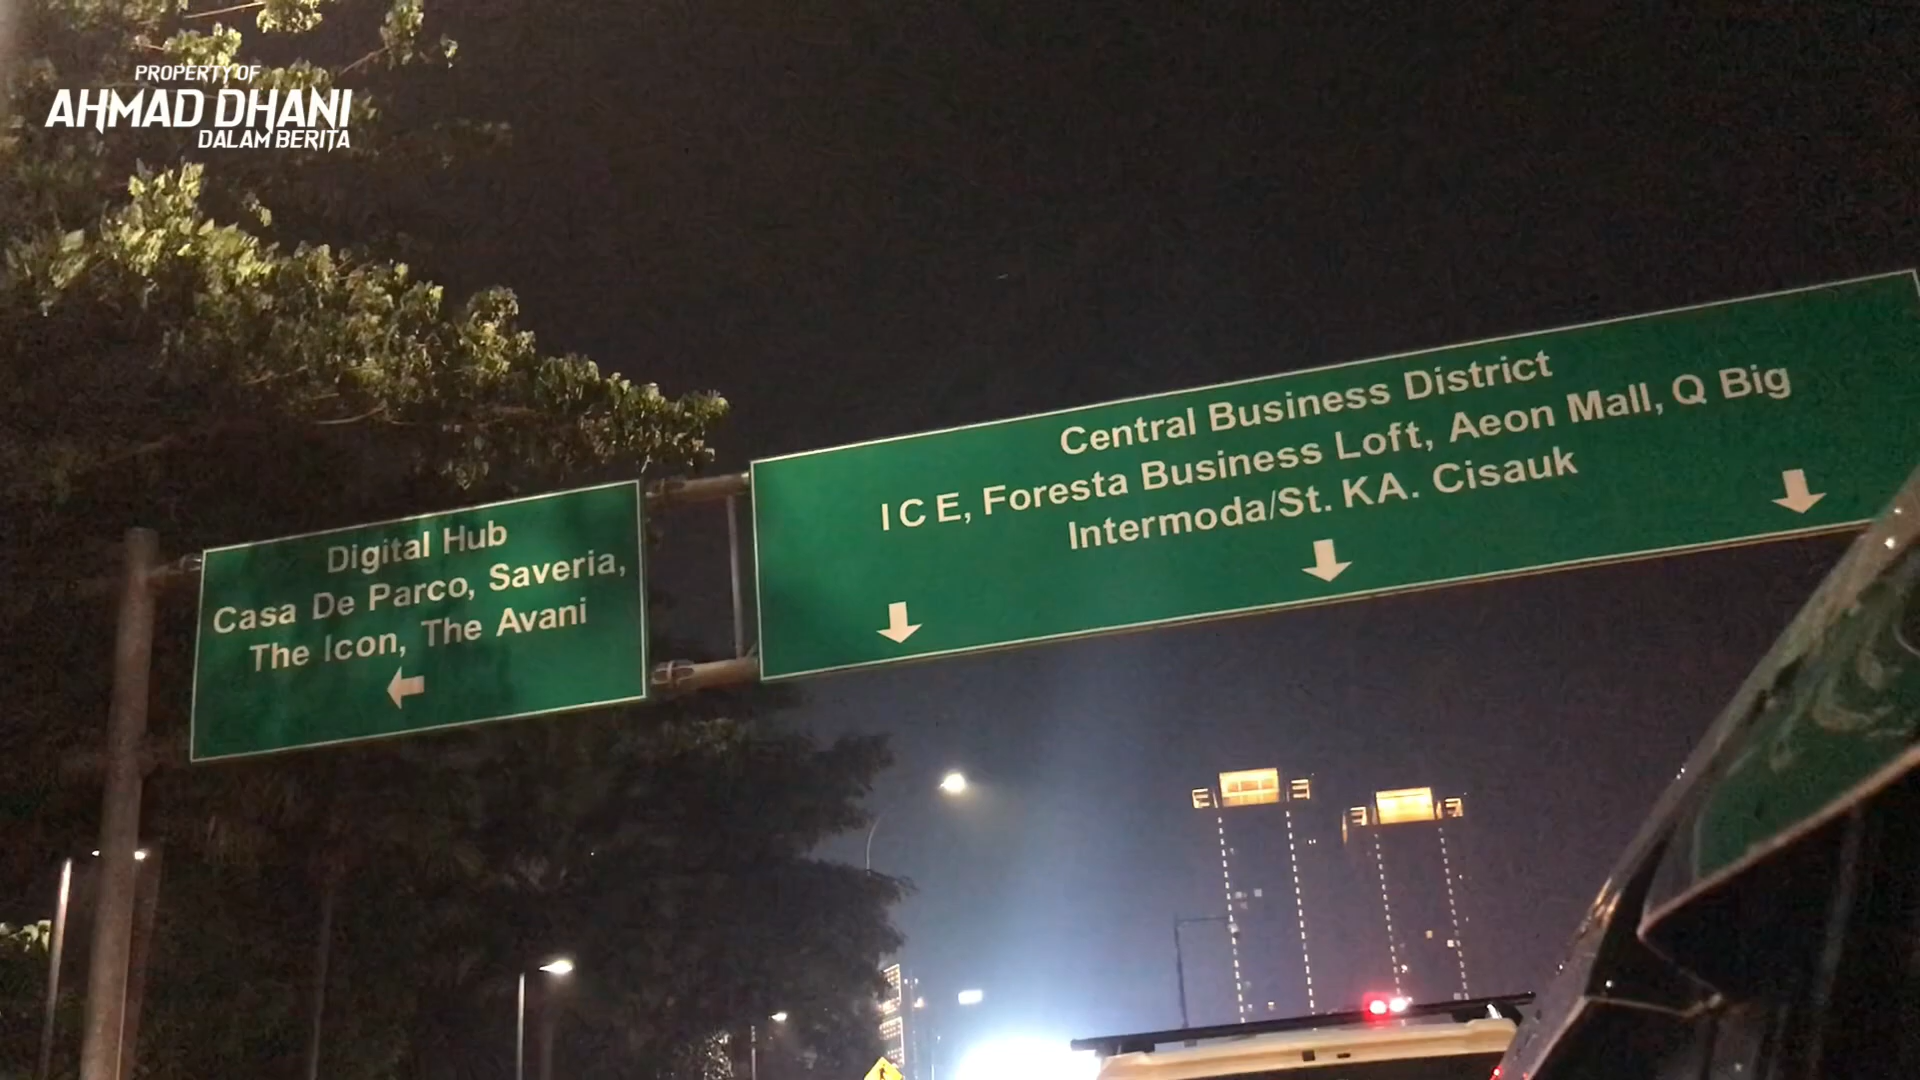 PROPERTY OF
AHMAD DHANI
DALAM BERITA
Digital Hub
Casa De Parco, Saveria,
The Icon, The Avani
Central Business District
I C E, Foresta Business Loft, Aeon Mall, Q Big
Intermoda/St. KA. Cisauk